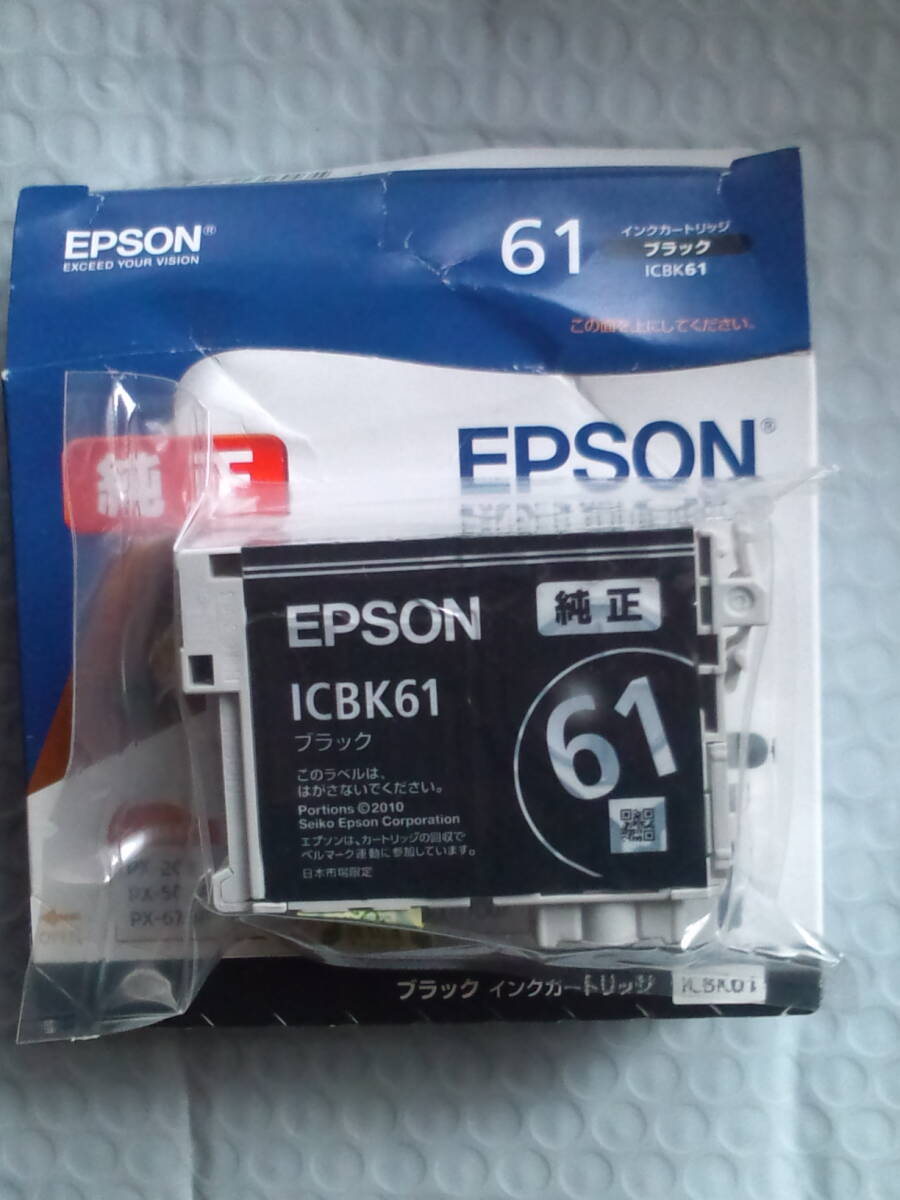 EPSON®
EXCEED YOUR VISION
61
インクカートリッジ
ブラック
ICBK61
この面を上にしてください。
純正
EPSON®
EPSON
純正
ICBK61
ブラック
61
このラベルは、
はがさないでください。
Portions ©2010
Seiko Epson Corporation
エプソンは、カートリッジの回収で
ベルマーク運動に参加しています。
日本市場限定
ブラック インクカートリッジ ICBK61